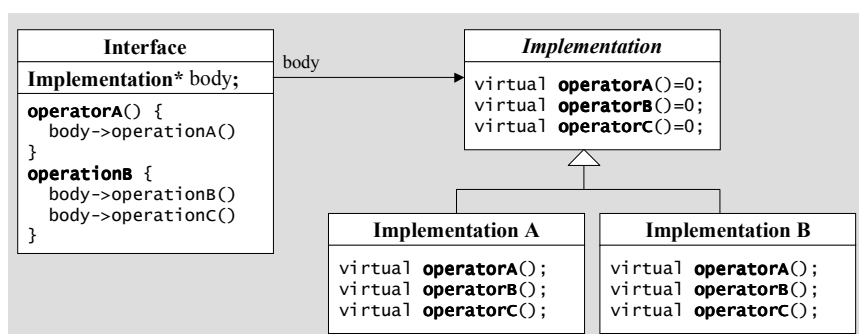 Interface
Implementation* body;
operatorA() {
body->operationA()
}
operationB {
body->operationB()
body->operationC()
}
body
Implementation
virtual operatorA()=0;
virtual operatorB()=0;
virtual operatorC()=0;
Implementation A
virtual operatorA();
virtual operatorB();
virtual operatorC();
Implementation B
virtual operatorA();
virtual operatorB();
virtual operatorC();